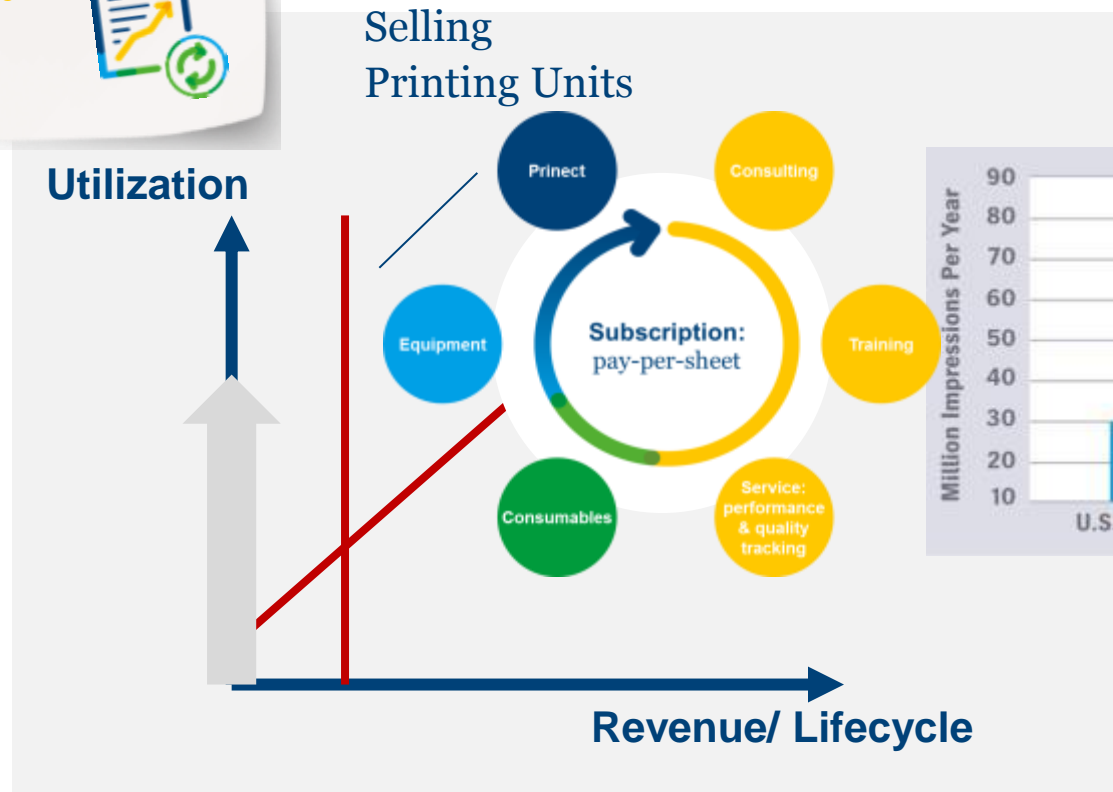 Selling
Printing Units
Utilization
Prinect
Consulting
Equipment
Subscription:
pay-per-sheet
Training
Consumables
Service:
performance
& quality
tracking
Million Impressions Per Year
90
80
70
60
50
40
30
20
10
U.S.
Revenue/ Lifecycle